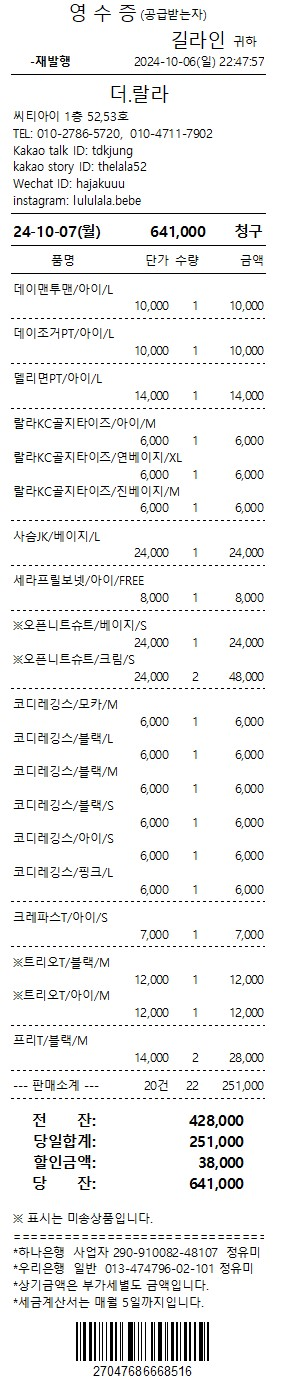 영 수 증 (공급받는자)
길라인 귀하
-재발행 2024-10-06(일) 22:47:57
더.랄라
씨티아이 1층 52,53호
TEL: 010-2786-5720, 010-4711-7902
Kakao talk ID: tdkjung
kakao story ID: thelala52
Wechat ID: hajakuuu
instagram: lululala.bebe
24-10-07(월) 641,000 청구
품명 단가 수량 금액
데이맨투맨/아이/L
10,000 1 10,000
데이조거PT/아이/L
10,000 1 10,000
델리면PT/아이/L
14,000 1 14,000
랄라KC골지타이즈/아이/M
6,000 1 6,000
랄라KC골지타이즈/연베이지/XL
6,000 1 6,000
랄라KC골지타이즈/진베이지/M
6,000 1 6,000
사슴JK/베이지/L
24,000 1 24,000
세라프릴보넷/아이/FREE
8,000 1 8,000
※오픈니트슈트/베이지/S
24,000 1 24,000
※오픈니트슈트/크림/S
24,000 2 48,000
코디레깅스/모카/M
6,000 1 6,000
코디레깅스/블랙/L
6,000 1 6,000
코디레깅스/블랙/M
6,000 1 6,000
코디레깅스/블랙/S
6,000 1 6,000
코디레깅스/아이/S
6,000 1 6,000
코디레깅스/핑크/L
6,000 1 6,000
크레파스T/아이/S
7,000 1 7,000
※트리오T/블랙/M
12,000 1 12,000
※트리오T/아이/M
12,000 1 12,000
프리T/블랙/M
14,000 2 28,000
--- 판매소계 --- 20건 22 251,000
전 잔: 428,000
당일합계: 251,000
할인금액: 38,000
당 잔: 641,000
※ 표시는 미송상품입니다.
==============================
*하나은행 사업자 290-910082-48107 정유미
*우리은행 일반 013-474796-02-101 정유미
*상기금액은 부가세별도 금액입니다.
*세금계산서는 매월 5일까지입니다.
27047686668516